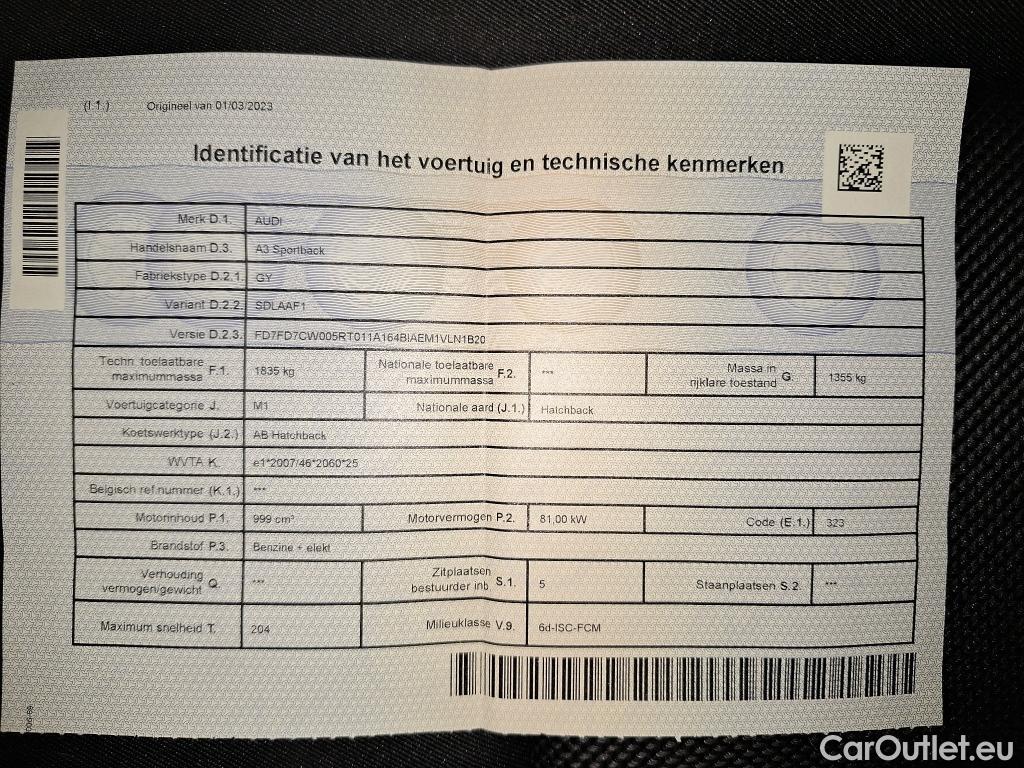 (I.1.) Origineel van 01/03/2023
Identificatie van het voertuig en technische kenmerken
Merk D.1. AUDI
Handelsnaam D.3. A3 Sportback
Fabriekstype D.2.1. GY
Variant D.2.2. SDLAAF1
Versie D.2.3. FD7FD7CW005RT011A164BIAEM1VLN1B20
Techn. toelaatbare maximummassa F.1. 1835 kg Nationale toelaatbare maximummassa F.2. *** Massa in rijklare toestand G. 1355 kg
Voertuigcategorie J. M1 Nationale aard (J.1.) Hatchback
Koetswerktype (J.2.) AB Hatchback
WVTA K. e1*2007/46*2060*25
Belgisch ref.nummer (K.1.) ***
Motorinhoud P.1. 999 cm³ Motorvermogen P.2. 81,00 kW Code (E.1.) 323
Brandstof P.3. Benzine + elekt
Verhouding vermogen/gewicht Q. *** Zitplaatsen bestuurder inb. S.1. 5 Staanplaatsen S.2. ***
Maximum snelheid T. 204 Milieuklasse V.9. 6d-ISC-FCM
CarOutlet.eu